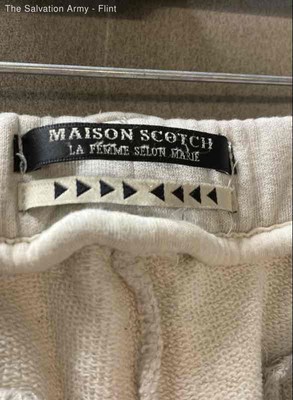 The Salvation Army - Flint
MAISON SCOTCH
LA FEMME SELON MARIE